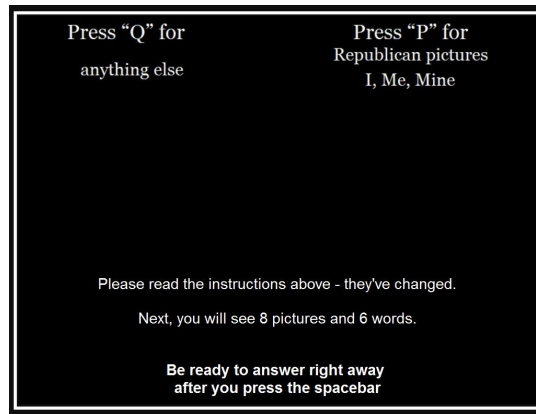 Press “Q” for
anything else
Press “P” for
Republican pictures
I, Me, Mine
Please read the instructions above - they've changed.
Next, you will see 8 pictures and 6 words.
Be ready to answer right away
after you press the spacebar